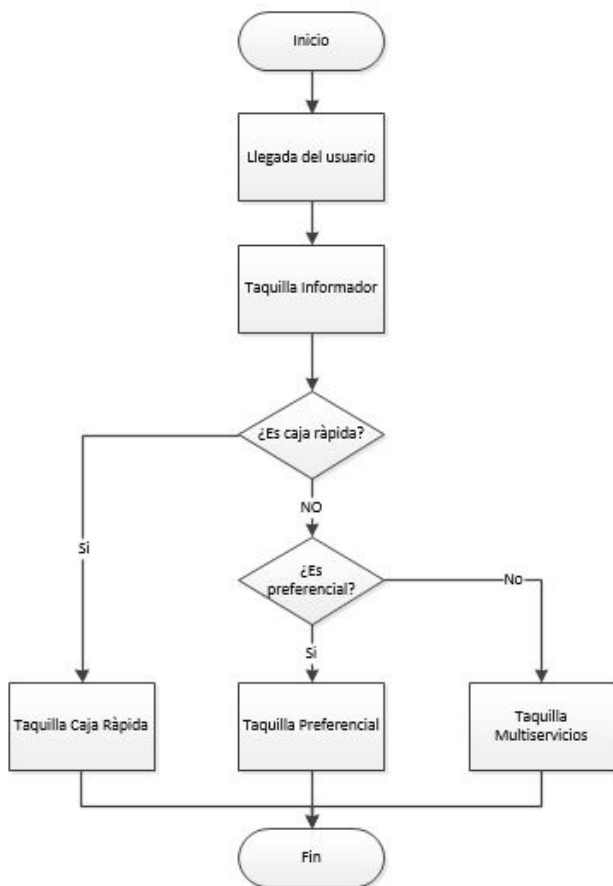 Inicio
Llegada del usuario
Taquilla Informador
¿Es caja ràpida?
NO
Si
¿Es
preferencial?
No
Si
Taquilla Caja Ràpida
Taquilla Preferencial
Taquilla
Multiservicios
Fin